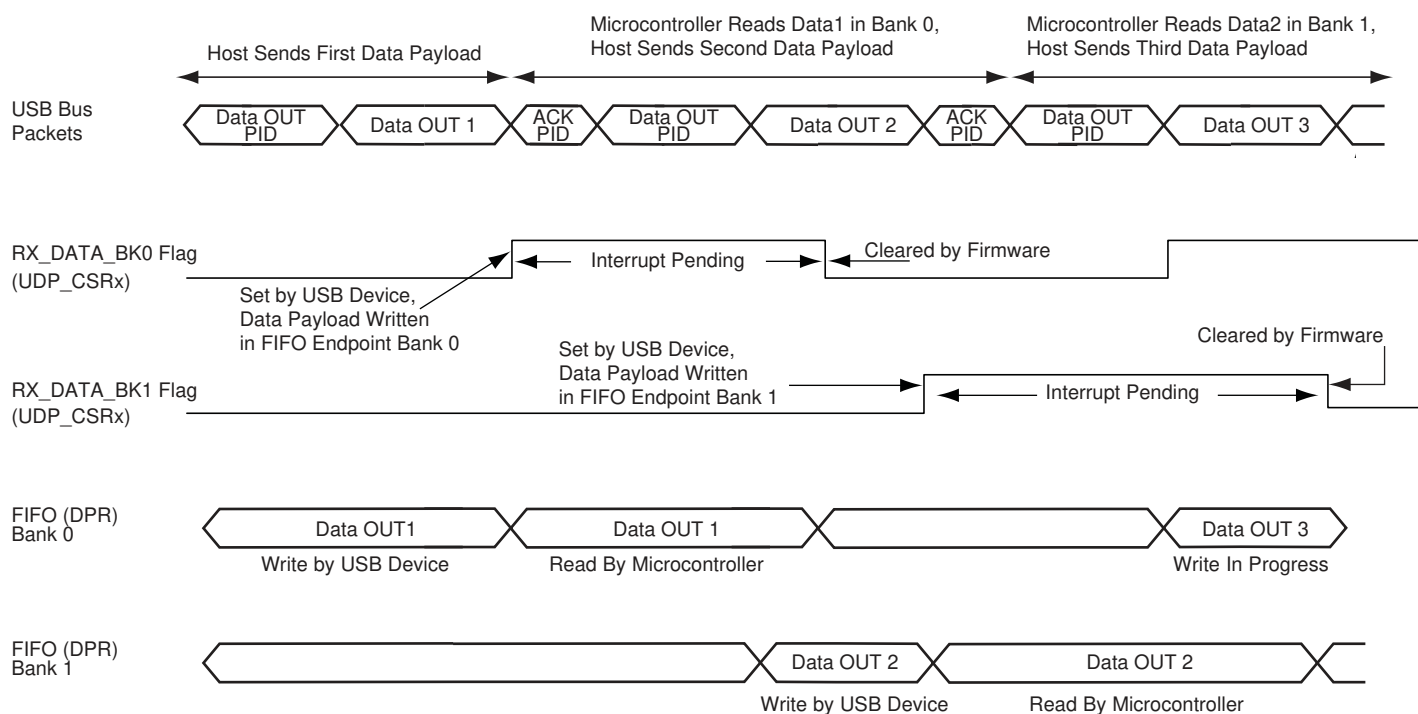 Microcontroller Reads Data1 in Bank 0,
Host Sends Second Data Payload
Microcontroller Reads Data2 in Bank 1,
Host Sends Third Data Payload
Host Sends First Data Payload
USB Bus
Packets
Data OUT
PID
Data OUT 1
ACK
PID
Data OUT
PID
Data OUT 2
ACK
PID
Data OUT
PID
Data OUT 3
RX_DATA_BK0 Flag
(UDP_CSRx)
Interrupt Pending
Cleared by Firmware
Set by USB Device,
Data Payload Written
in FIFO Endpoint Bank 0
Cleared by Firmware
Set by USB Device,
Data Payload Written
in FIFO Endpoint Bank 1
RX_DATA_BK1 Flag
(UDP_CSRx)
Interrupt Pending
FIFO (DPR)
Bank 0
Data OUT1
Data OUT 1
Data OUT 3
Write by USB Device
Read By Microcontroller
Write In Progress
FIFO (DPR)
Bank 1
Data OUT 2
Data OUT 2
Write by USB Device
Read By Microcontroller